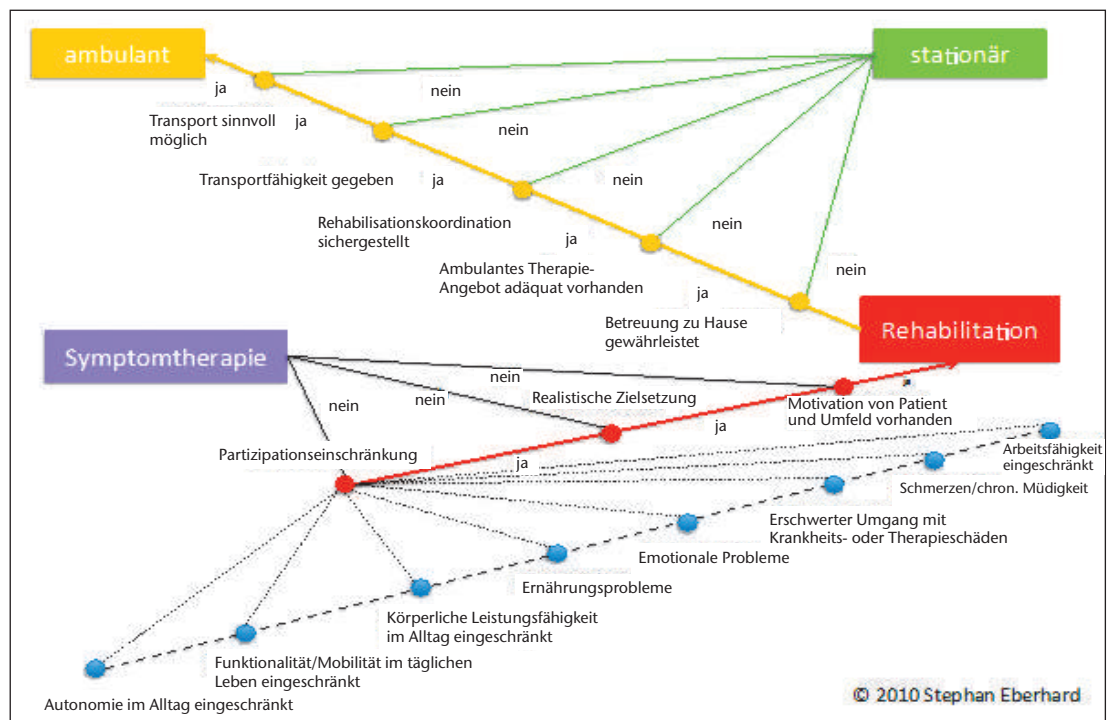 ambulant
stationär
ja
nein
Transport sinnvoll
möglich
ja
nein
Transportfähigkeit gegeben
ja
nein
Rehabilisationskoordination
sichergestellt
ja
nein
Ambulantes Therapie-
Angebot adäquat vorhanden
ja
nein
Betreuung zu Hause
gewährleistet
Rehabilitation
Symptomtherapie
nein
nein
nein
Realistische Zielsetzung
Motivation von Patient
und Umfeld vorhanden
ja
Partizipationseinschränkung
ja
Arbeitsfähigkeit
eingeschränkt
Schmerzen/chron. Müdigkeit
Erschwerter Umgang mit
Krankheits- oder Therapieschäden
Emotionale Probleme
Ernährungsprobleme
Körperliche Leistungsfähigkeit
im Alltag eingeschränkt
Funktionalität/Mobilität im täglichen
Leben eingeschränkt
Autonomie im Alltag eingeschränkt
© 2010 Stephan Eberhard